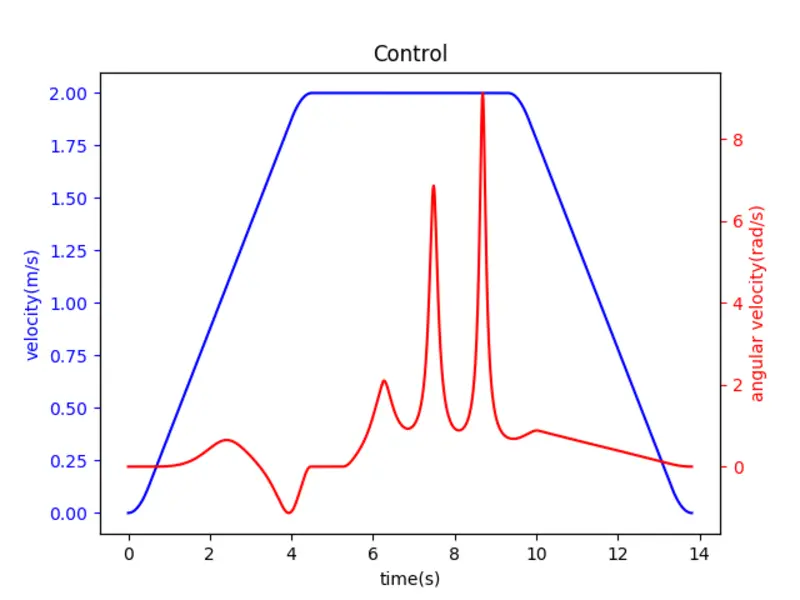 Control
2.00
1.75
1.50
1.25
1.00
0.75
0.50
0.25
0.00
velocity(m/s)
8
6
4
2
0
angular velocity(rad/s)
0 2 4 6 8 10 12 14
time(s)